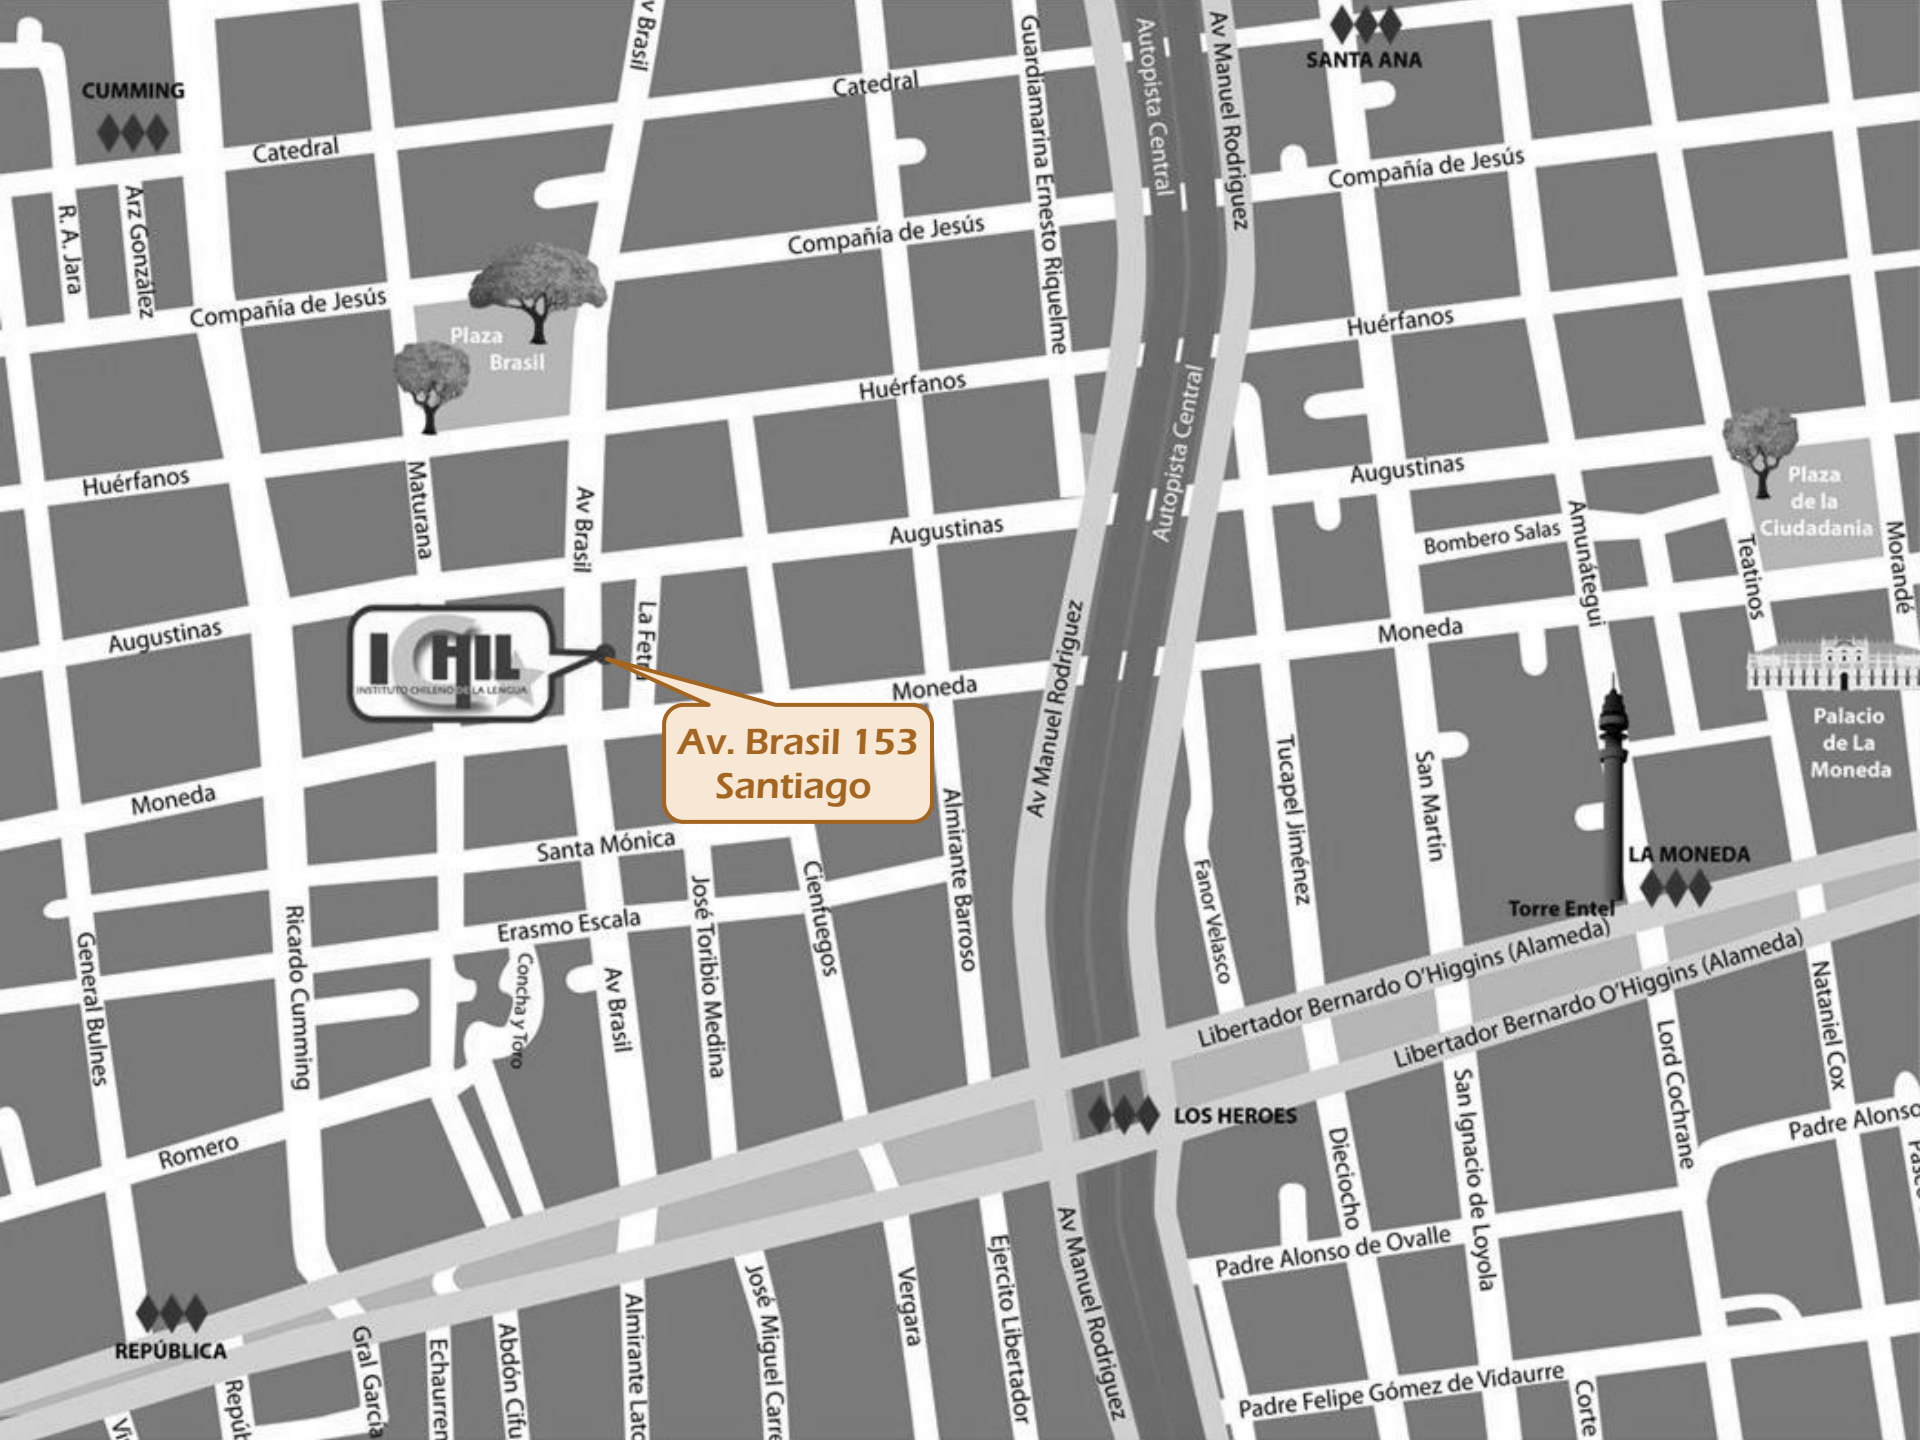 v Brasil
Guardiamarina Ernesto Riquelme
Autopista Central
Av Manuel Rodriguez
SANTA ANA
CUMMING
Catedral
Catedral
R. A. Jara
Arz González
Compañía de Jesús
Compañía de Jesús
Compañía de Jesús
Plaza
Brasil
Huérfanos
Huérfanos
Huérfanos
Autopista Central
Maturana
Av Brasil
Augustinas
Augustinas
Augustinas
Bombero Salas
Amunátegui
Teatinos
Plaza
de la
Ciudadania
Morandé
ICHIL
INSTITUTO CHILENO DE LA LENGUA
La Fetra
Av. Brasil 153
Santiago
Moneda
Moneda
Moneda
Av Manuel Rodriguez
Palacio
de La
Moneda
Tucapel Jiménez
San Martín
Santa Mónica
Almirante Barroso
Cienfuegos
José Toribio Medina
Erasmo Escala
Fanor Velasco
LA MONEDA
Torre Entel
Ricardo Cumming
General Bulnes
Concha y Toro
Av Brasil
Libertador Bernardo O'Higgins (Alameda)
Libertador Bernardo O'Higgins (Alameda)
Nataniel Cox
Lord Cochrane
San Ignacio de Loyola
LOS HEROES
Dieciocho
Padre Alonso
Romero
Padre Alonso de Ovalle
Av Manuel Rodriguez
Ejercito Libertador
Vergara
José Miguel Carre
Almirante Lato
Abdón Cifu
Echaurren
Gral García
REPÚBLICA
Repúb
Padre Felipe Gómez de Vidaurre
Corte